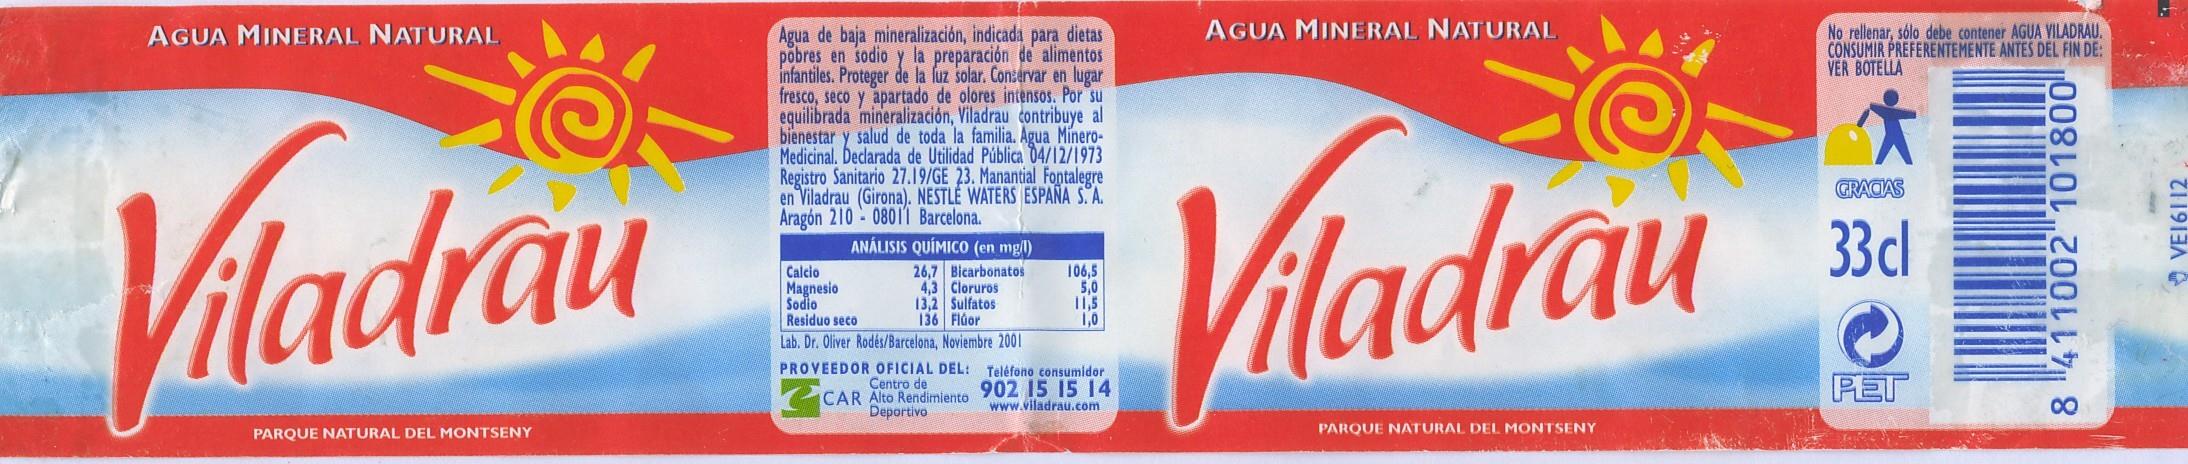 AGUA MINERAL NATURAL
Viladrau
PARQUE NATURAL DEL MONTSENY
Agua de baja mineralización, indicada para dietas
pobres en sodio y la preparación de alimentos
infantiles. Proteger de la luz solar. Conservar en lugar
fresco, seco y apartado de olores intensos. Por su
equilibrada mineralización, Viladrau contribuye al
bienestar y salud de toda la familia. Agua Minero-
Medicinal. Declarada de Utilidad Pública 04/12/1973
Registro Sanitario 27.19/GE 23. Manantial Fontalegre
en Viladrau (Girona). NESTLÉ WATERS ESPAÑA S. A.
Aragón 210 - 08011 Barcelona.
ANÁLISIS QUÍMICO (en mg/l)
Calcio 26,7 Bicarbonatos 106,5
Magnesio 4,3 Cloruros 5,0
Sodio 13,2 Sulfatos 11,5
Residuo seco 136 Flúor 1,0
Lab. Dr. Oliver Rodés/Barcelona, Noviembre 2001
PROVEEDOR OFICIAL DEL:
CAR
Centro de
Alto Rendimiento
Deportivo
Teléfono consumidor
902 15 15 14
www.viladrau.com
AGUA MINERAL NATURAL
Viladrau
PARQUE NATURAL DEL MONTSENY
No rellenar, sólo debe contener AGUA VILADRAU.
CONSUMIR PREFERENTEMENTE ANTES DEL FIN DE:
VER BOTELLA
GRACIAS
33 cl
PET
8 411002 101800
VE16112